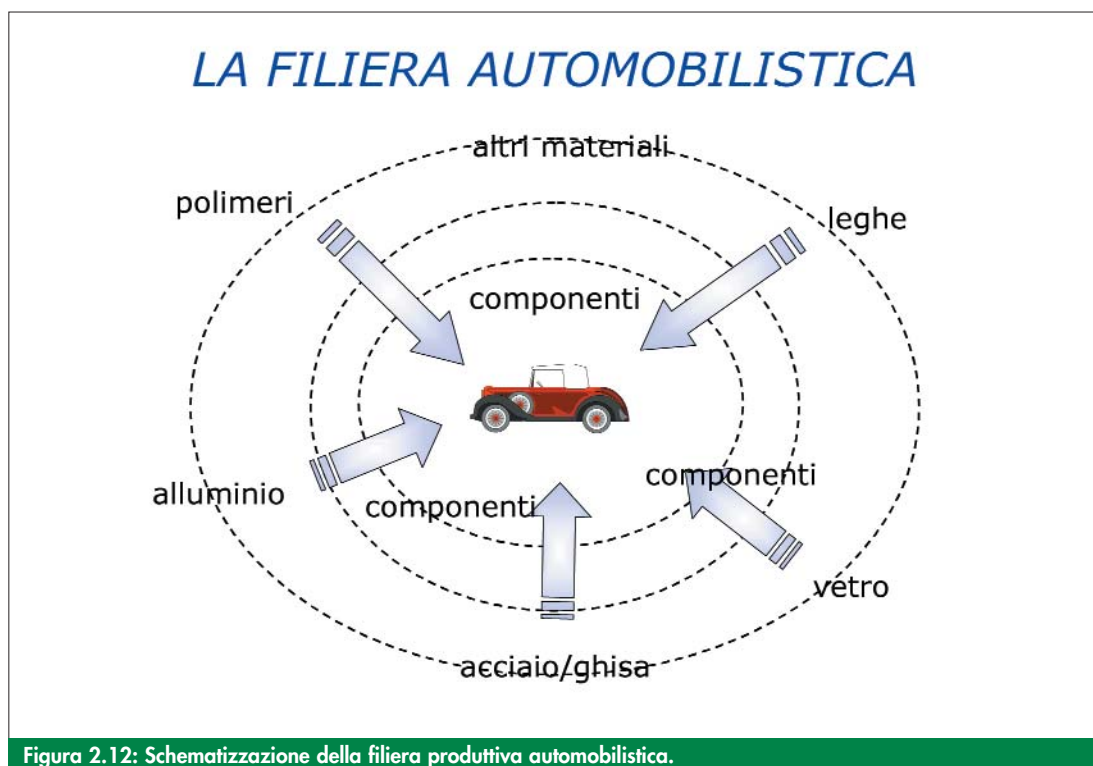 LA FILIERA AUTOMOBILISTICA
altri materiali
polimeri
leghe
componenti
componenti
alluminio
componenti
vetro
acciaio/ghisa
Figura 2.12: Schematizzazione della filiera produttiva automobilistica.